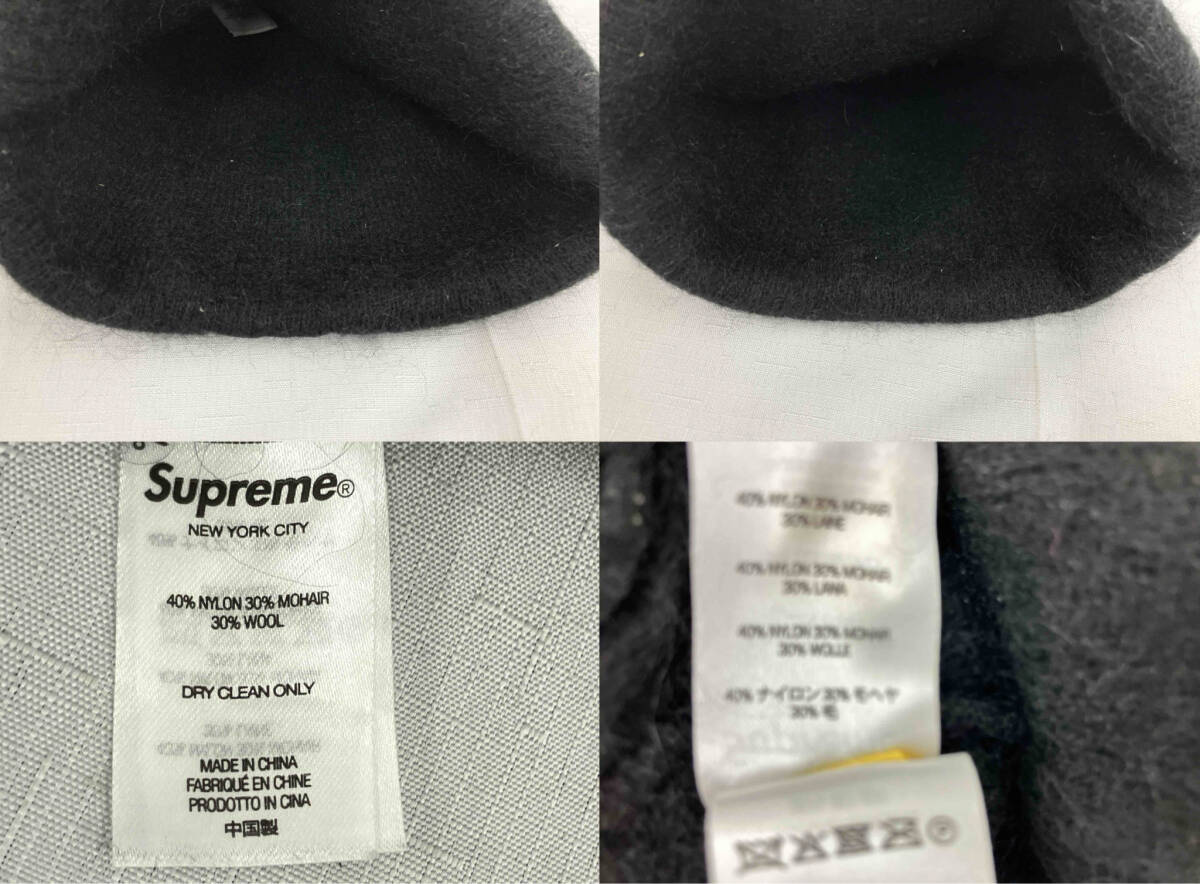 Supreme®
NEW YORK CITY
40% NYLON 30% MOHAIR
30% WOOL
DRY CLEAN ONLY
MADE IN CHINA
FABRIQUÉ EN CHINE
PRODOTTO IN CINA
中国製
40% NYLON 30% MOHAIR
30% LAINE
40% NYLON 30% MOHAIR
30% LANA
40% NYLON 30% MOHAIR
30% WOLLE
40% ナイロン 30% モヘヤ
30% 毛